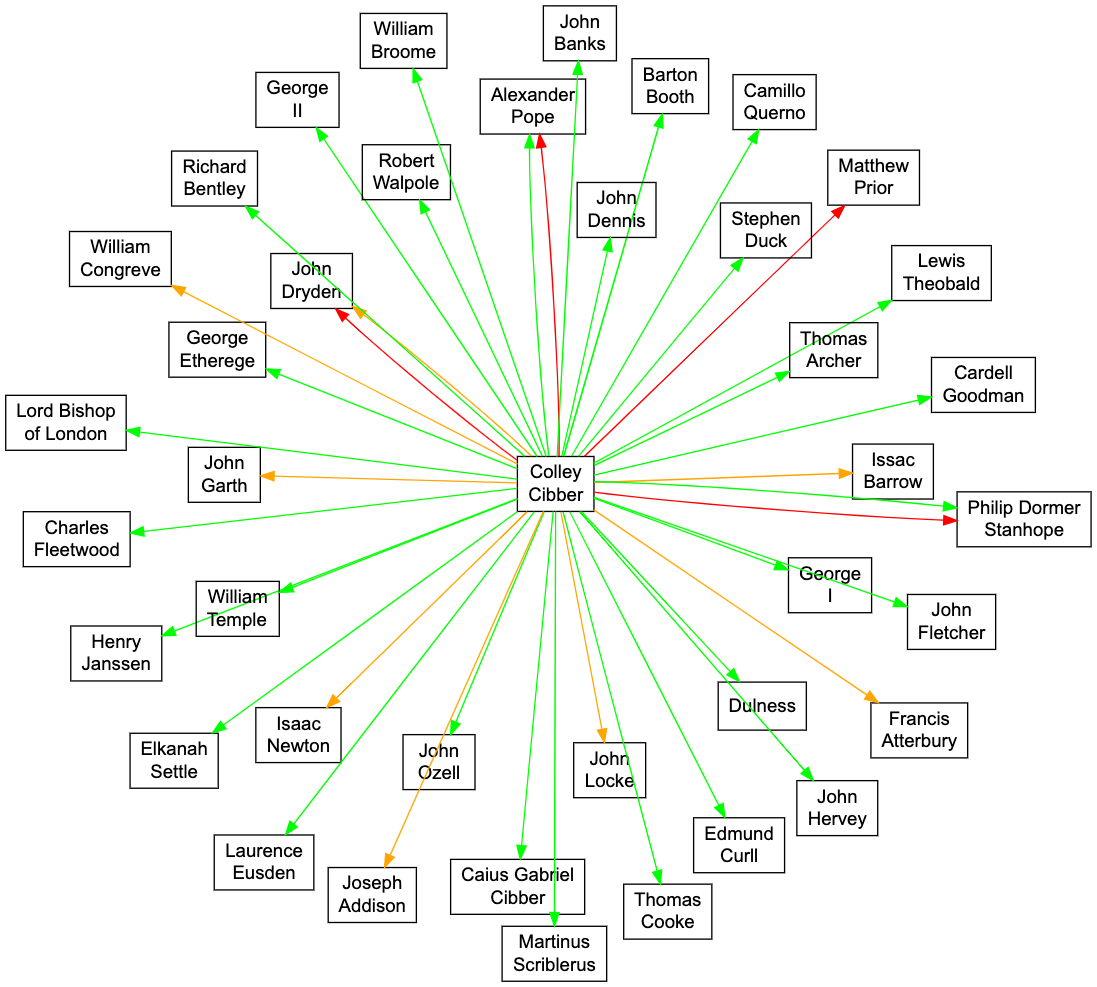 John
Banks
William
Broome
Barton
Booth
Camillo
Querno
George
II
Alexander
Pope
Robert
Walpole
Richard
Bentley
Matthew
Prior
John
Dennis
Stephen
Duck
William
Congreve
Lewis
Theobald
John
Dryden
George
Etherege
Thomas
Archer
Cardell
Goodman
Lord Bishop
of London
John
Garth
Colley
Cibber
Issac
Barrow
Philip Dormer
Stanhope
Charles
Fleetwood
George
I
William
Temple
John
Fletcher
Henry
Janssen
Dulness
Francis
Atterbury
Isaac
Newton
Elkanah
Settle
John
Ozell
John
Locke
John
Hervey
Edmund
Curll
Laurence
Eusden
Joseph
Addison
Caius Gabriel
Cibber
Thomas
Cooke
Martinus
Scriblerus